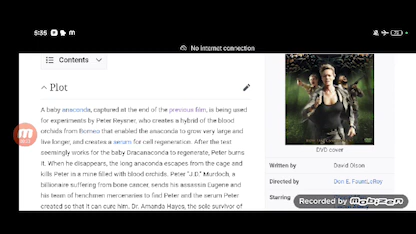 5:35
No internet connection
Contents
Plot
A baby anaconda, captured at the end of the previous film, is being used
for experiments by Peter Reysner, who creates a hybrid of the blood
orchids from Borneo that enabled the anaconda to grow very large and
live longer, and creates a serum for cell regeneration. After the test
seemingly works for the baby Dracanaconda to regenerate, Peter burns
it. When he disappears, the long anaconda escapes from the cage and
kills Peter is a mine filled with blood orchids. Peter "J.D." Murdoch, a
billionaire suffering from bone cancer, sends his assassin Eugene and
his team of henchmen mercenaries to find Peter and the serum Peter
created so that it can cure him. Dr. Amanda Hayes, the sole survivor of
DVD cover
Written by
David Olson
Directed by
Don E. FauntLeRoy
Starring
Recorded by
mobizen